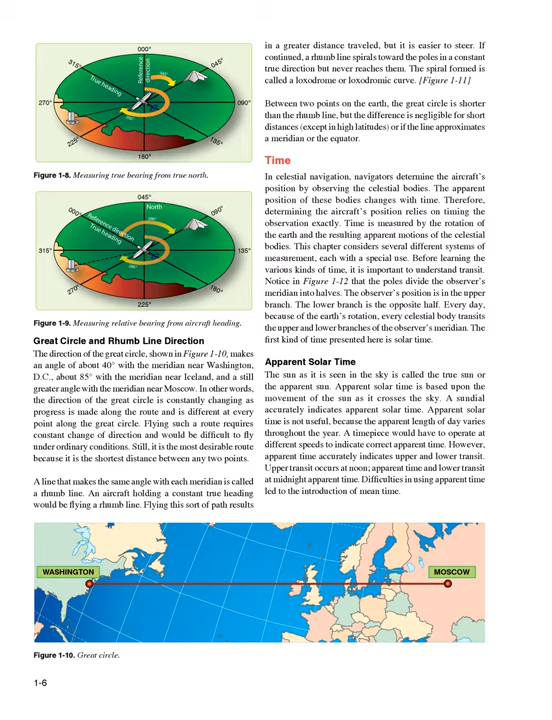 000°
045°
090°
135°
180°
225°
270°
315°
Reference direction
True heading
Figure 1-8. Measuring true bearing from true north.
045°
North
090°
135°
180°
225°
270°
315°
000°
Reference direction
True heading
Figure 1-9. Measuring relative bearing from aircraft heading.
Great Circle and Rhumb Line Direction
The direction of the great circle, shown in Figure 1-10, makes
an angle of about 40° with the meridian near Washington,
D.C., about 85° with the meridian near Iceland, and a still
greater angle with the meridian near Moscow. In other words,
the direction of the great circle is constantly changing as
progress is made along the route and is different at every
point along the great circle. Flying such a route requires
constant change of direction and would be difficult to fly
under ordinary conditions. Still, it is the most desirable route
because it is the shortest distance between any two points.
A line that makes the same angle with each meridian is called
a rhumb line. An aircraft holding a constant true heading
would be flying a rhumb line. Flying this sort of path results
in a greater distance traveled, but it is easier to steer. If
continued, a rhumb line spirals toward the poles in a constant
true direction but never reaches them. The spiral formed is
called a loxodrome or loxodromic curve. [Figure 1-11]
Between two points on the earth, the great circle is shorter
than the rhumb line, but the difference is negligible for short
distances (except in high latitudes) or if the line approximates
a meridian or the equator.
Time
In celestial navigation, navigators determine the aircraft’s
position by observing the celestial bodies. The apparent
position of these bodies changes with time. Therefore,
determining the aircraft’s position relies on timing the
observation exactly. Time is measured by the rotation of
the earth and the resulting apparent motions of the celestial
bodies. This chapter considers several different systems of
measurement, each with a special use. Before learning the
various kinds of time, it is important to understand transit.
Notice in Figure 1-12 that the poles divide the observer’s
meridian into halves. The observer’s position is in the upper
branch. The lower branch is the opposite half. Every day,
because of the earth’s rotation, every celestial body transits
the upper and lower branches of the observer’s meridian. The
first kind of time presented here is solar time.
Apparent Solar Time
The sun as it is seen in the sky is called the true sun or
the apparent sun. Apparent solar time is based upon the
movement of the sun as it crosses the sky. A sundial
accurately indicates apparent solar time. Apparent solar
time is not useful, because the apparent length of day varies
throughout the year. A timepiece would have to operate at
different speeds to indicate correct apparent time. However,
apparent time accurately indicates upper and lower transit.
Upper transit occurs at noon; apparent time and lower transit
at midnight apparent time. Difficulties in using apparent time
led to the introduction of mean time.
WASHINGTON
MOSCOW
Figure 1-10. Great circle.
1-6